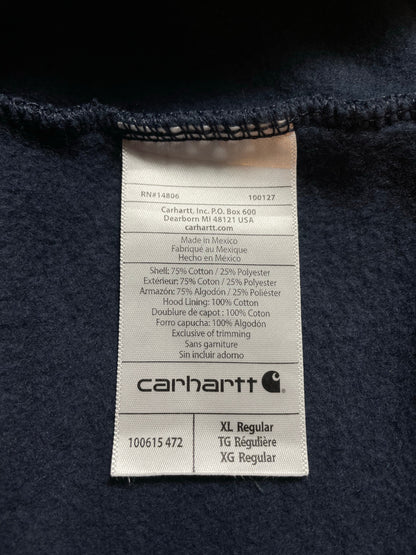 RN#14806 100127
Carhartt, Inc. P.O. Box 600
Dearborn MI 48121 USA
carhartt.com
Made in Mexico
Fabriqué au Mexique
Hecho en México
Shell: 75% Cotton / 25% Polyester
Extérieur: 75% Coton / 25% Polyester
Armazón: 75% Algodón / 25% Poliéster
Hood Lining: 100% Cotton
Doublure de capot : 100% Coton
Forro capucha: 100% Algodón
Exclusive of trimming
Sans garniture
Sin incluir adorno
carhartt
100615 472
XL Regular
TG Régulière
XG Regular